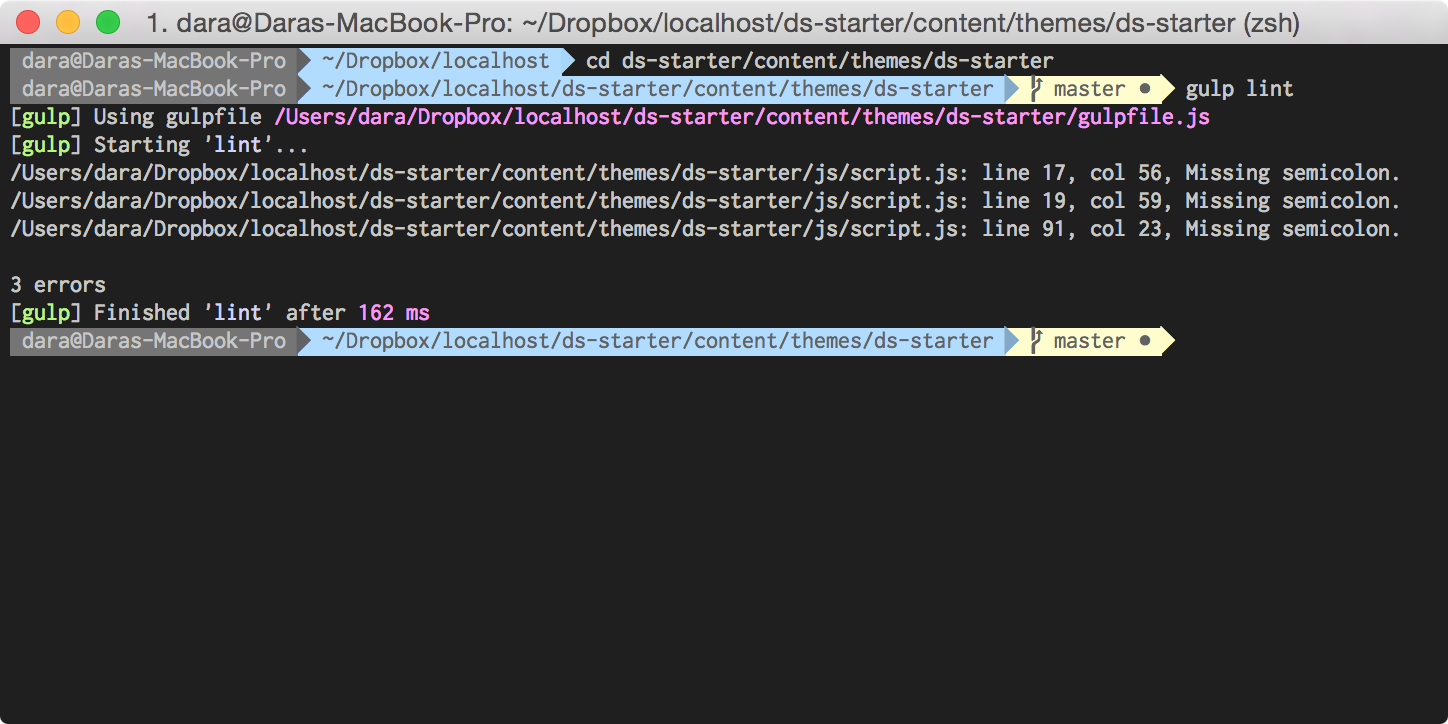 1. dara@Daras-MacBook-Pro: ~/Dropbox/localhost/ds-starter/content/themes/ds-starter (zsh)
dara@Daras-MacBook-Pro ~/Dropbox/localhost cd ds-starter/content/themes/ds-starter
dara@Daras-MacBook-Pro ~/Dropbox/localhost/ds-starter/content/themes/ds-starter master ● gulp lint
[gulp] Using gulpfile /Users/dara/Dropbox/localhost/ds-starter/content/themes/ds-starter/gulpfile.js
[gulp] Starting 'lint'...
/Users/dara/Dropbox/localhost/ds-starter/content/themes/ds-starter/js/script.js: line 17, col 56, Missing semicolon.
/Users/dara/Dropbox/localhost/ds-starter/content/themes/ds-starter/js/script.js: line 19, col 59, Missing semicolon.
/Users/dara/Dropbox/localhost/ds-starter/content/themes/ds-starter/js/script.js: line 91, col 23, Missing semicolon.
3 errors
[gulp] Finished 'lint' after 162 ms
dara@Daras-MacBook-Pro ~/Dropbox/localhost/ds-starter/content/themes/ds-starter master ●